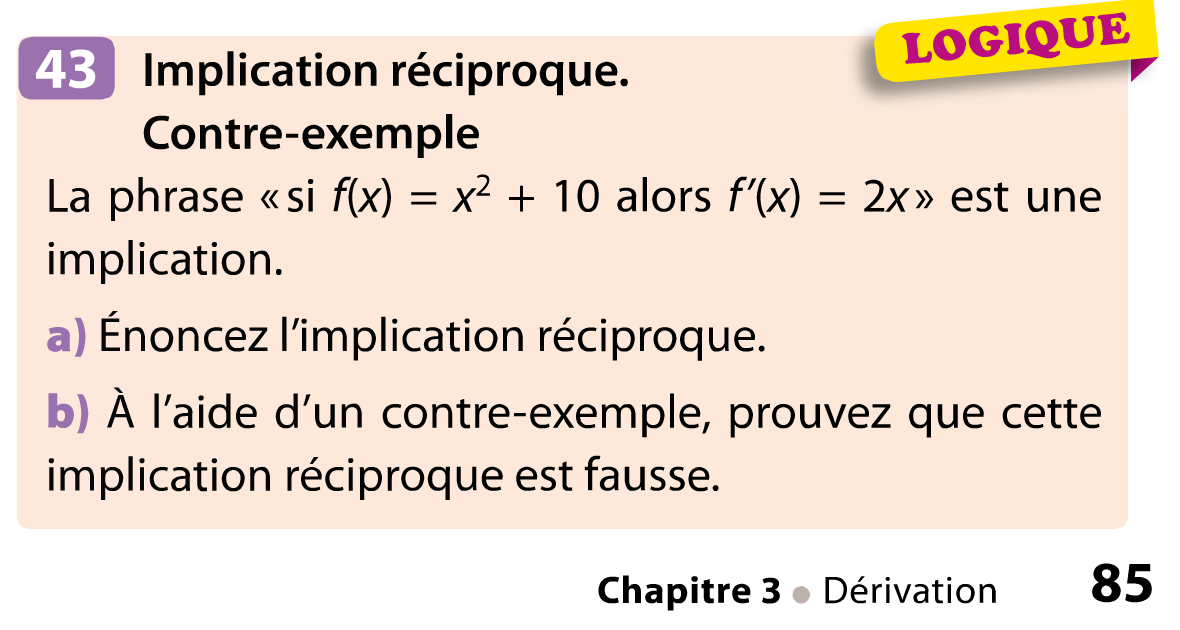 LOGIQUE
43 Implication réciproque.
Contre-exemple
La phrase « si f(x) = x² + 10 alors f′(x) = 2x » est une
implication.
a) Énoncez l’implication réciproque.
b) À l’aide d’un contre-exemple, prouvez que cette
implication réciproque est fausse.
Chapitre 3 ● Dérivation 85